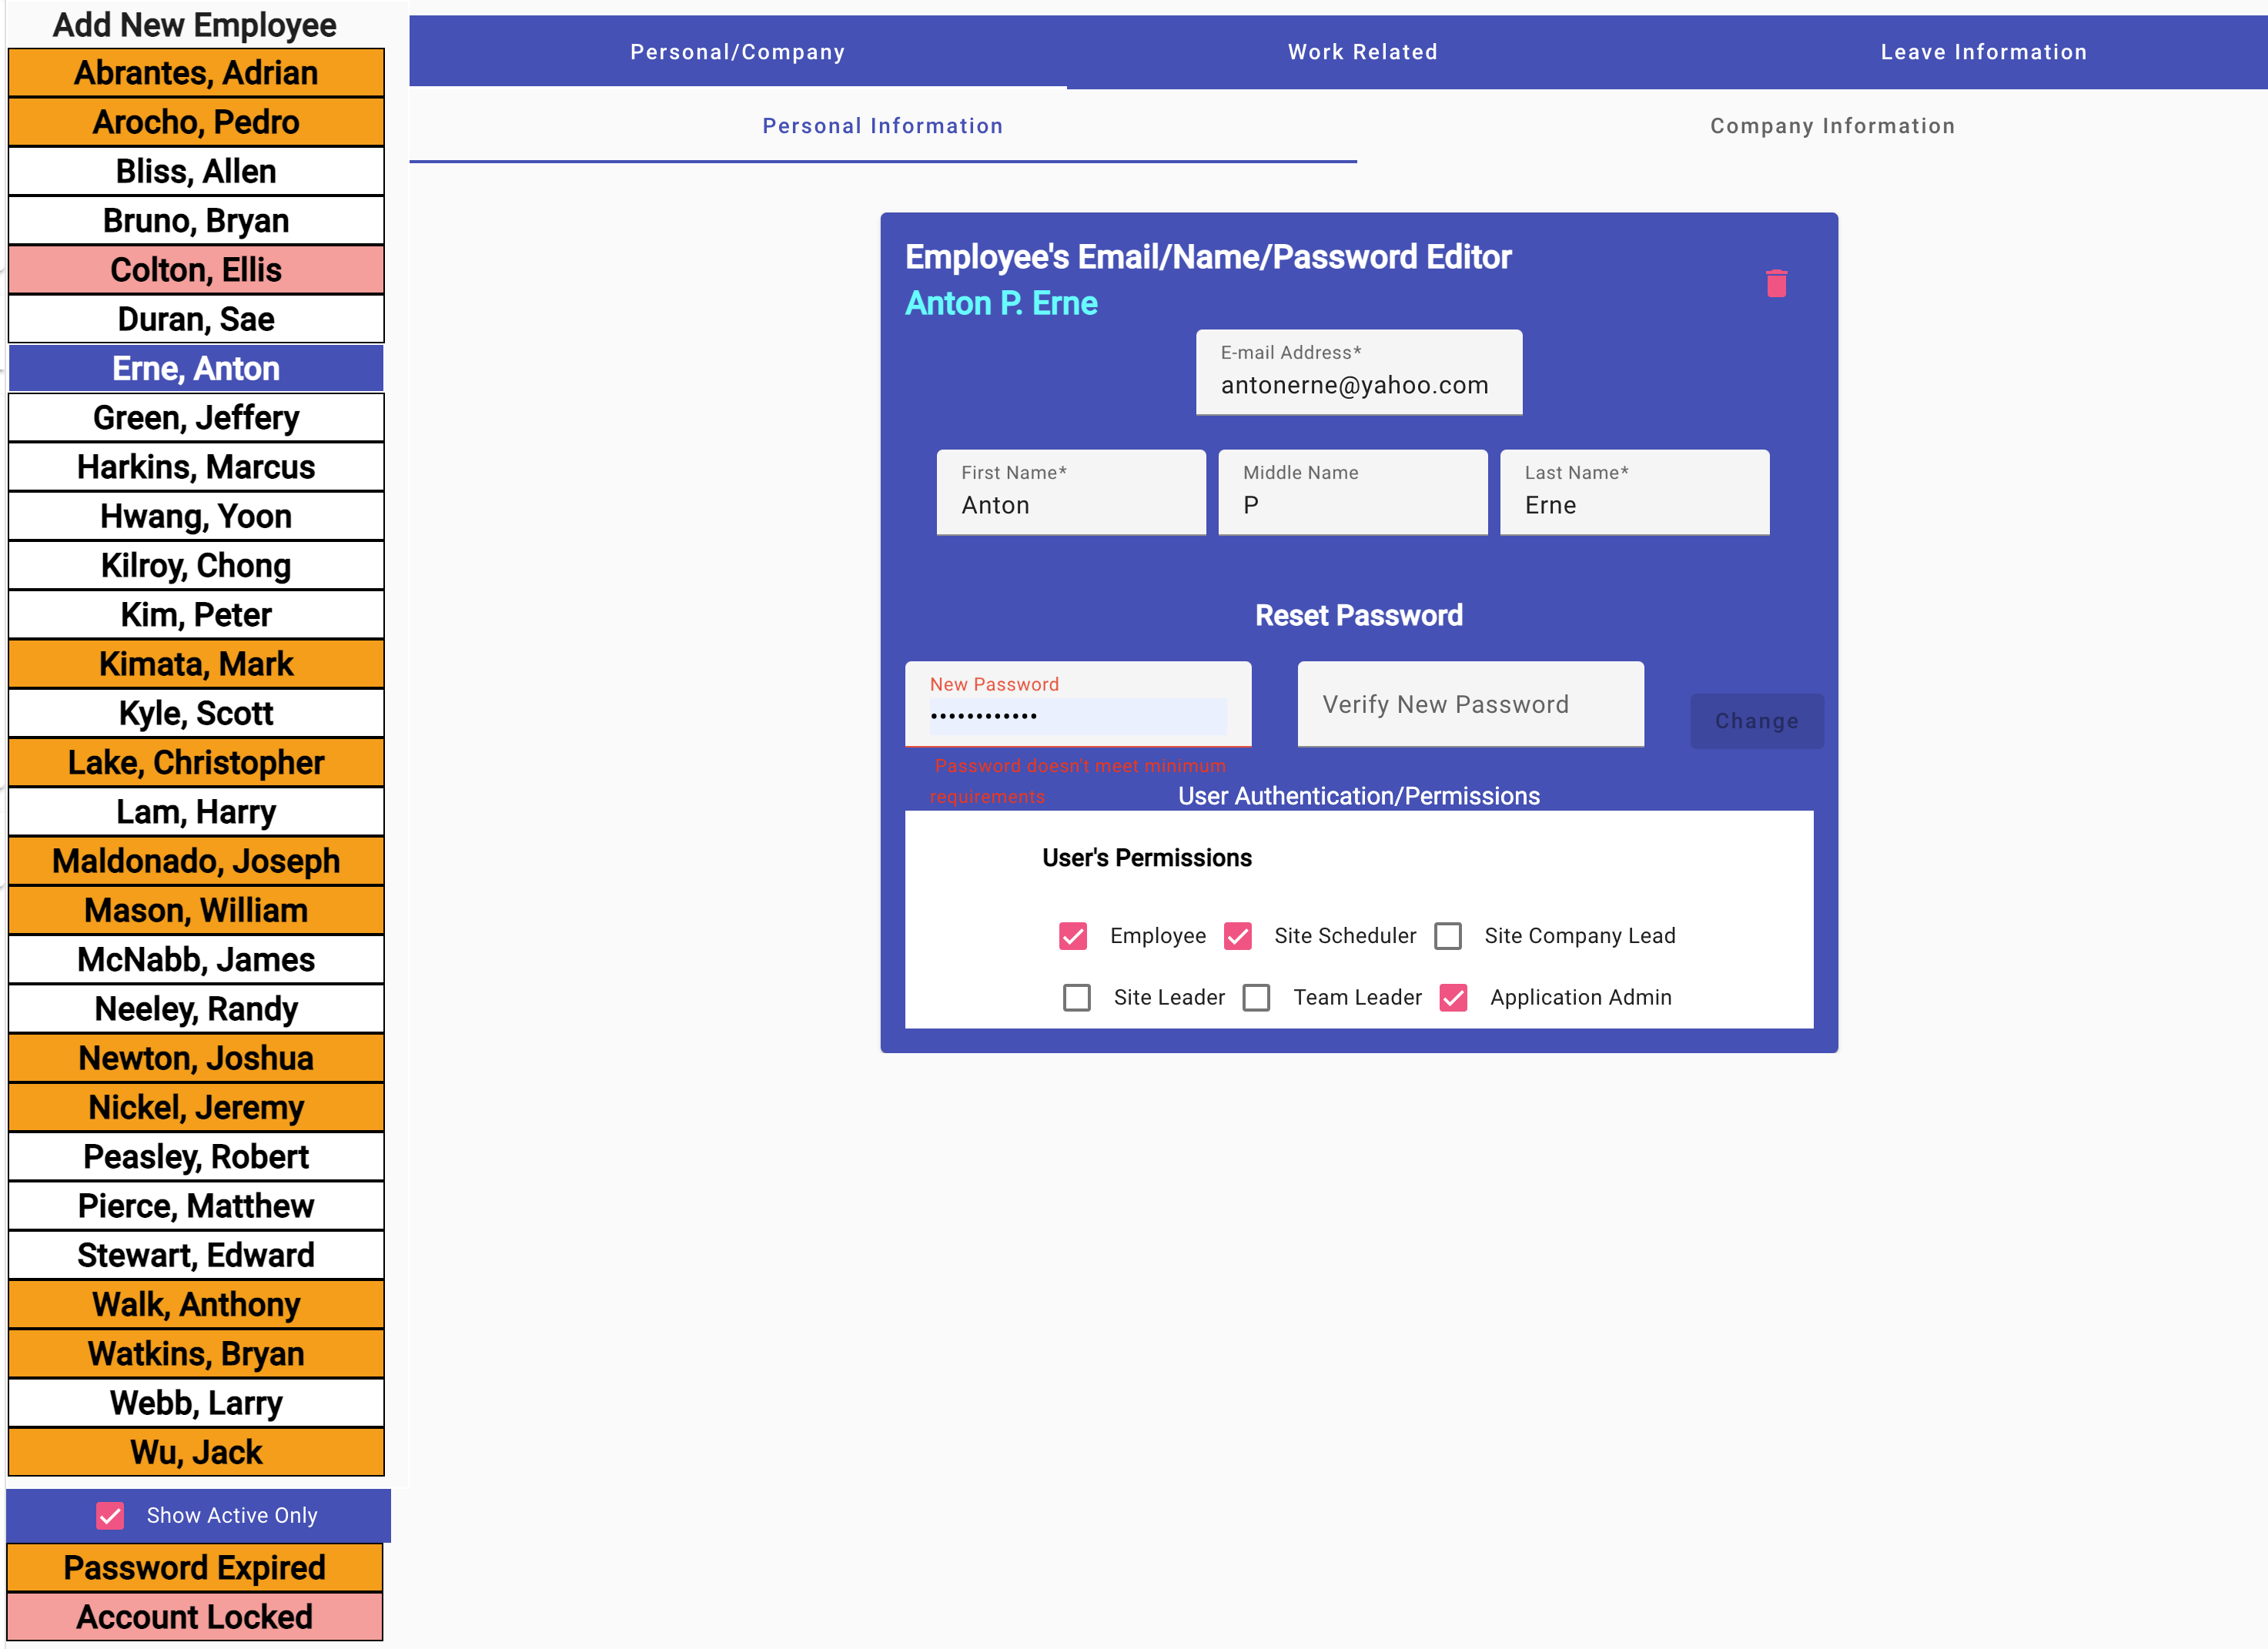 Add New Employee
Abrantes, Adrian
Arocho, Pedro
Bliss, Allen
Bruno, Bryan
Colton, Ellis
Duran, Sae
Erne, Anton
Green, Jeffery
Harkins, Marcus
Hwang, Yoon
Kilroy, Chong
Kim, Peter
Kimata, Mark
Kyle, Scott
Lake, Christopher
Lam, Harry
Maldonado, Joseph
Mason, William
McNabb, James
Neeley, Randy
Newton, Joshua
Nickel, Jeremy
Peasley, Robert
Pierce, Matthew
Stewart, Edward
Walk, Anthony
Watkins, Bryan
Webb, Larry
Wu, Jack
Show Active Only
Password Expired
Account Locked
Personal/Company Work Related Leave Information
Personal Information Company Information
Employee's Email/Name/Password Editor
Anton P. Erne
E-mail Address*
antonerne@yahoo.com
First Name* Middle Name Last Name*
Anton P Erne
Reset Password
New Password
••••••••••••
Verify New Password
Change
Password doesn't meet minimum
requirements
User Authentication/Permissions
User's Permissions
Employee Site Scheduler Site Company Lead
Site Leader Team Leader Application Admin